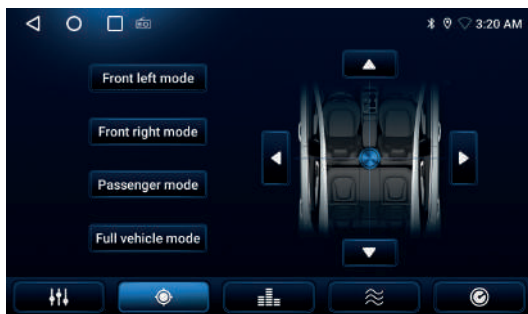 3:20 AM
Front left mode
Front right mode
Passenger mode
Full vehicle mode